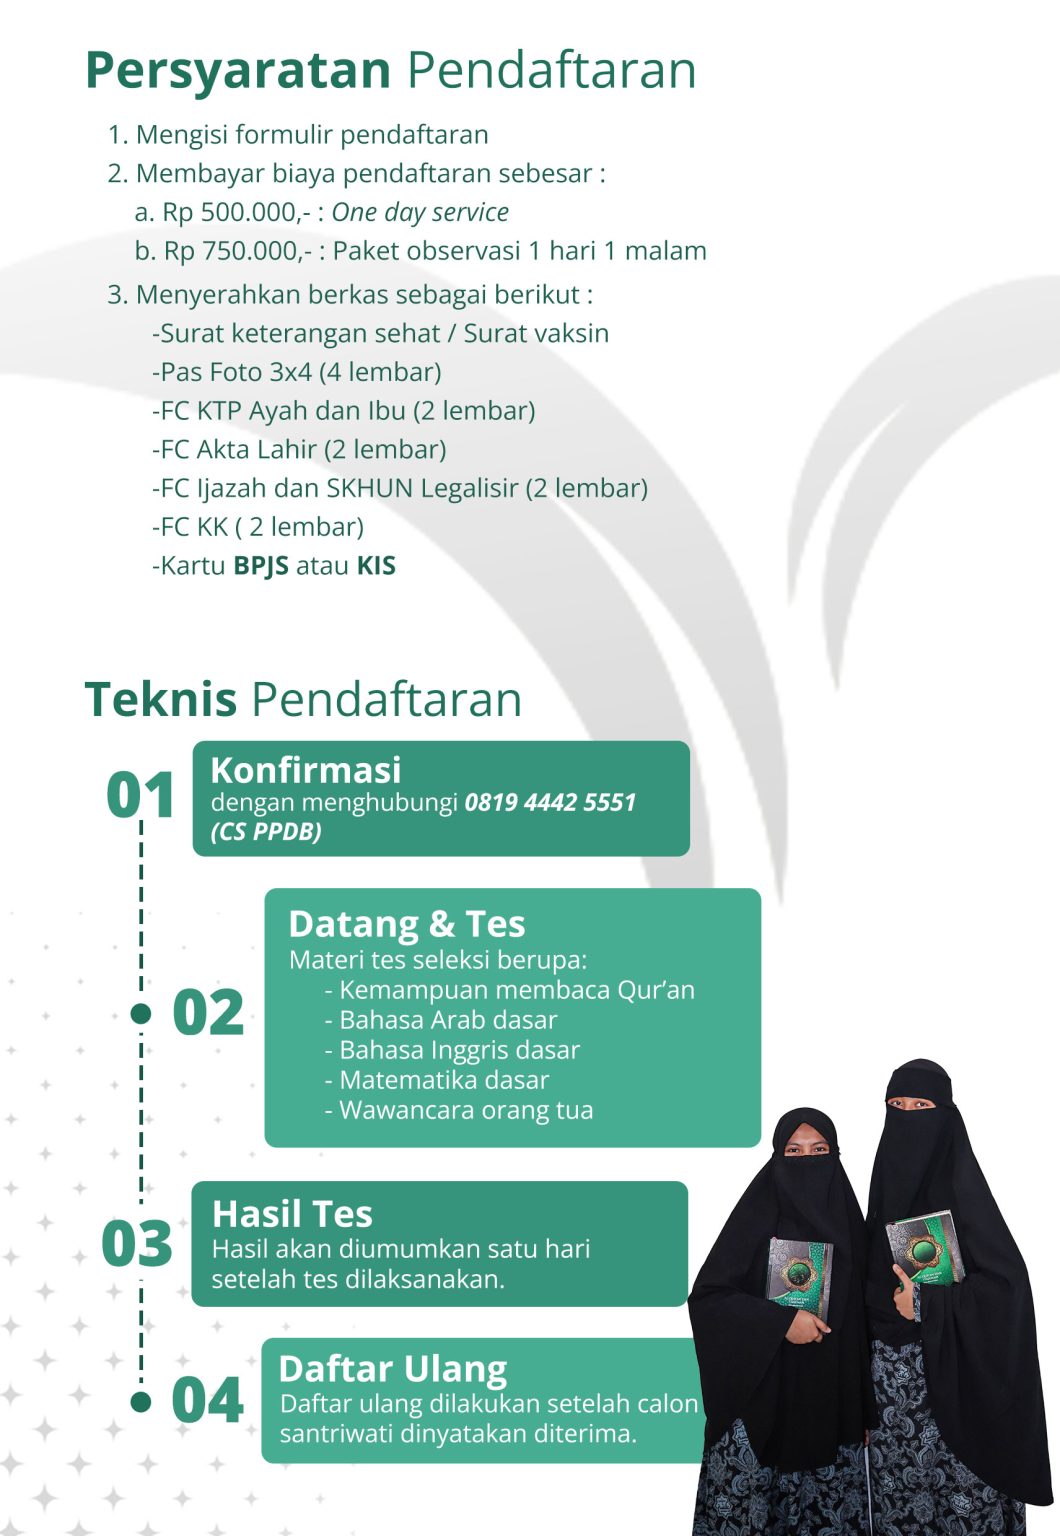 Persyaratan Pendaftaran
1. Mengisi formulir pendaftaran
2. Membayar biaya pendaftaran sebesar :
a. Rp 500.000,- : One day service
b. Rp 750.000,- : Paket observasi 1 hari 1 malam
3. Menyerahkan berkas sebagai berikut :
-Surat keterangan sehat / Surat vaksin
-Pas Foto 3x4 (4 lembar)
-FC KTP Ayah dan Ibu (2 lembar)
-FC Akta Lahir (2 lembar)
-FC Ijazah dan SKHUN Legalisir (2 lembar)
-FC KK ( 2 lembar)
-Kartu BPJS atau KIS
Teknis Pendaftaran
01
Konfirmasi
dengan menghubungi 0819 4442 5551
(CS PPDB)
02
Datang & Tes
Materi tes seleksi berupa:
- Kemampuan membaca Qur’an
- Bahasa Arab dasar
- Bahasa Inggris dasar
- Matematika dasar
- Wawancara orang tua
03
Hasil Tes
Hasil akan diumumkan satu hari
setelah tes dilaksanakan.
04
Daftar Ulang
Daftar ulang dilakukan setelah calon
santriwati dinyatakan diterima.